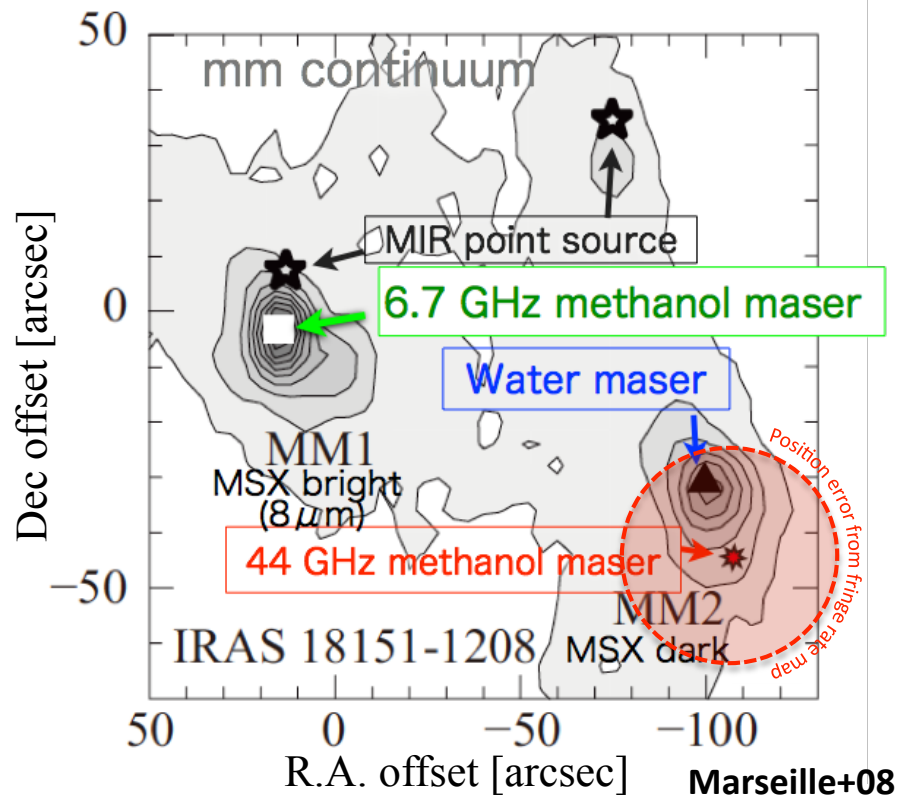 50
mm continuum
MIR point source
6.7 GHz methanol maser
0
Water maser
Dec offset [arcsec]
MM1
MSX bright
(8μm)
Position error from fringe rate map
44 GHz methanol maser
−50
MM2
IRAS 18151-1208
MSX dark
50
0
−50
−100
R.A. offset [arcsec]
Marseille+08